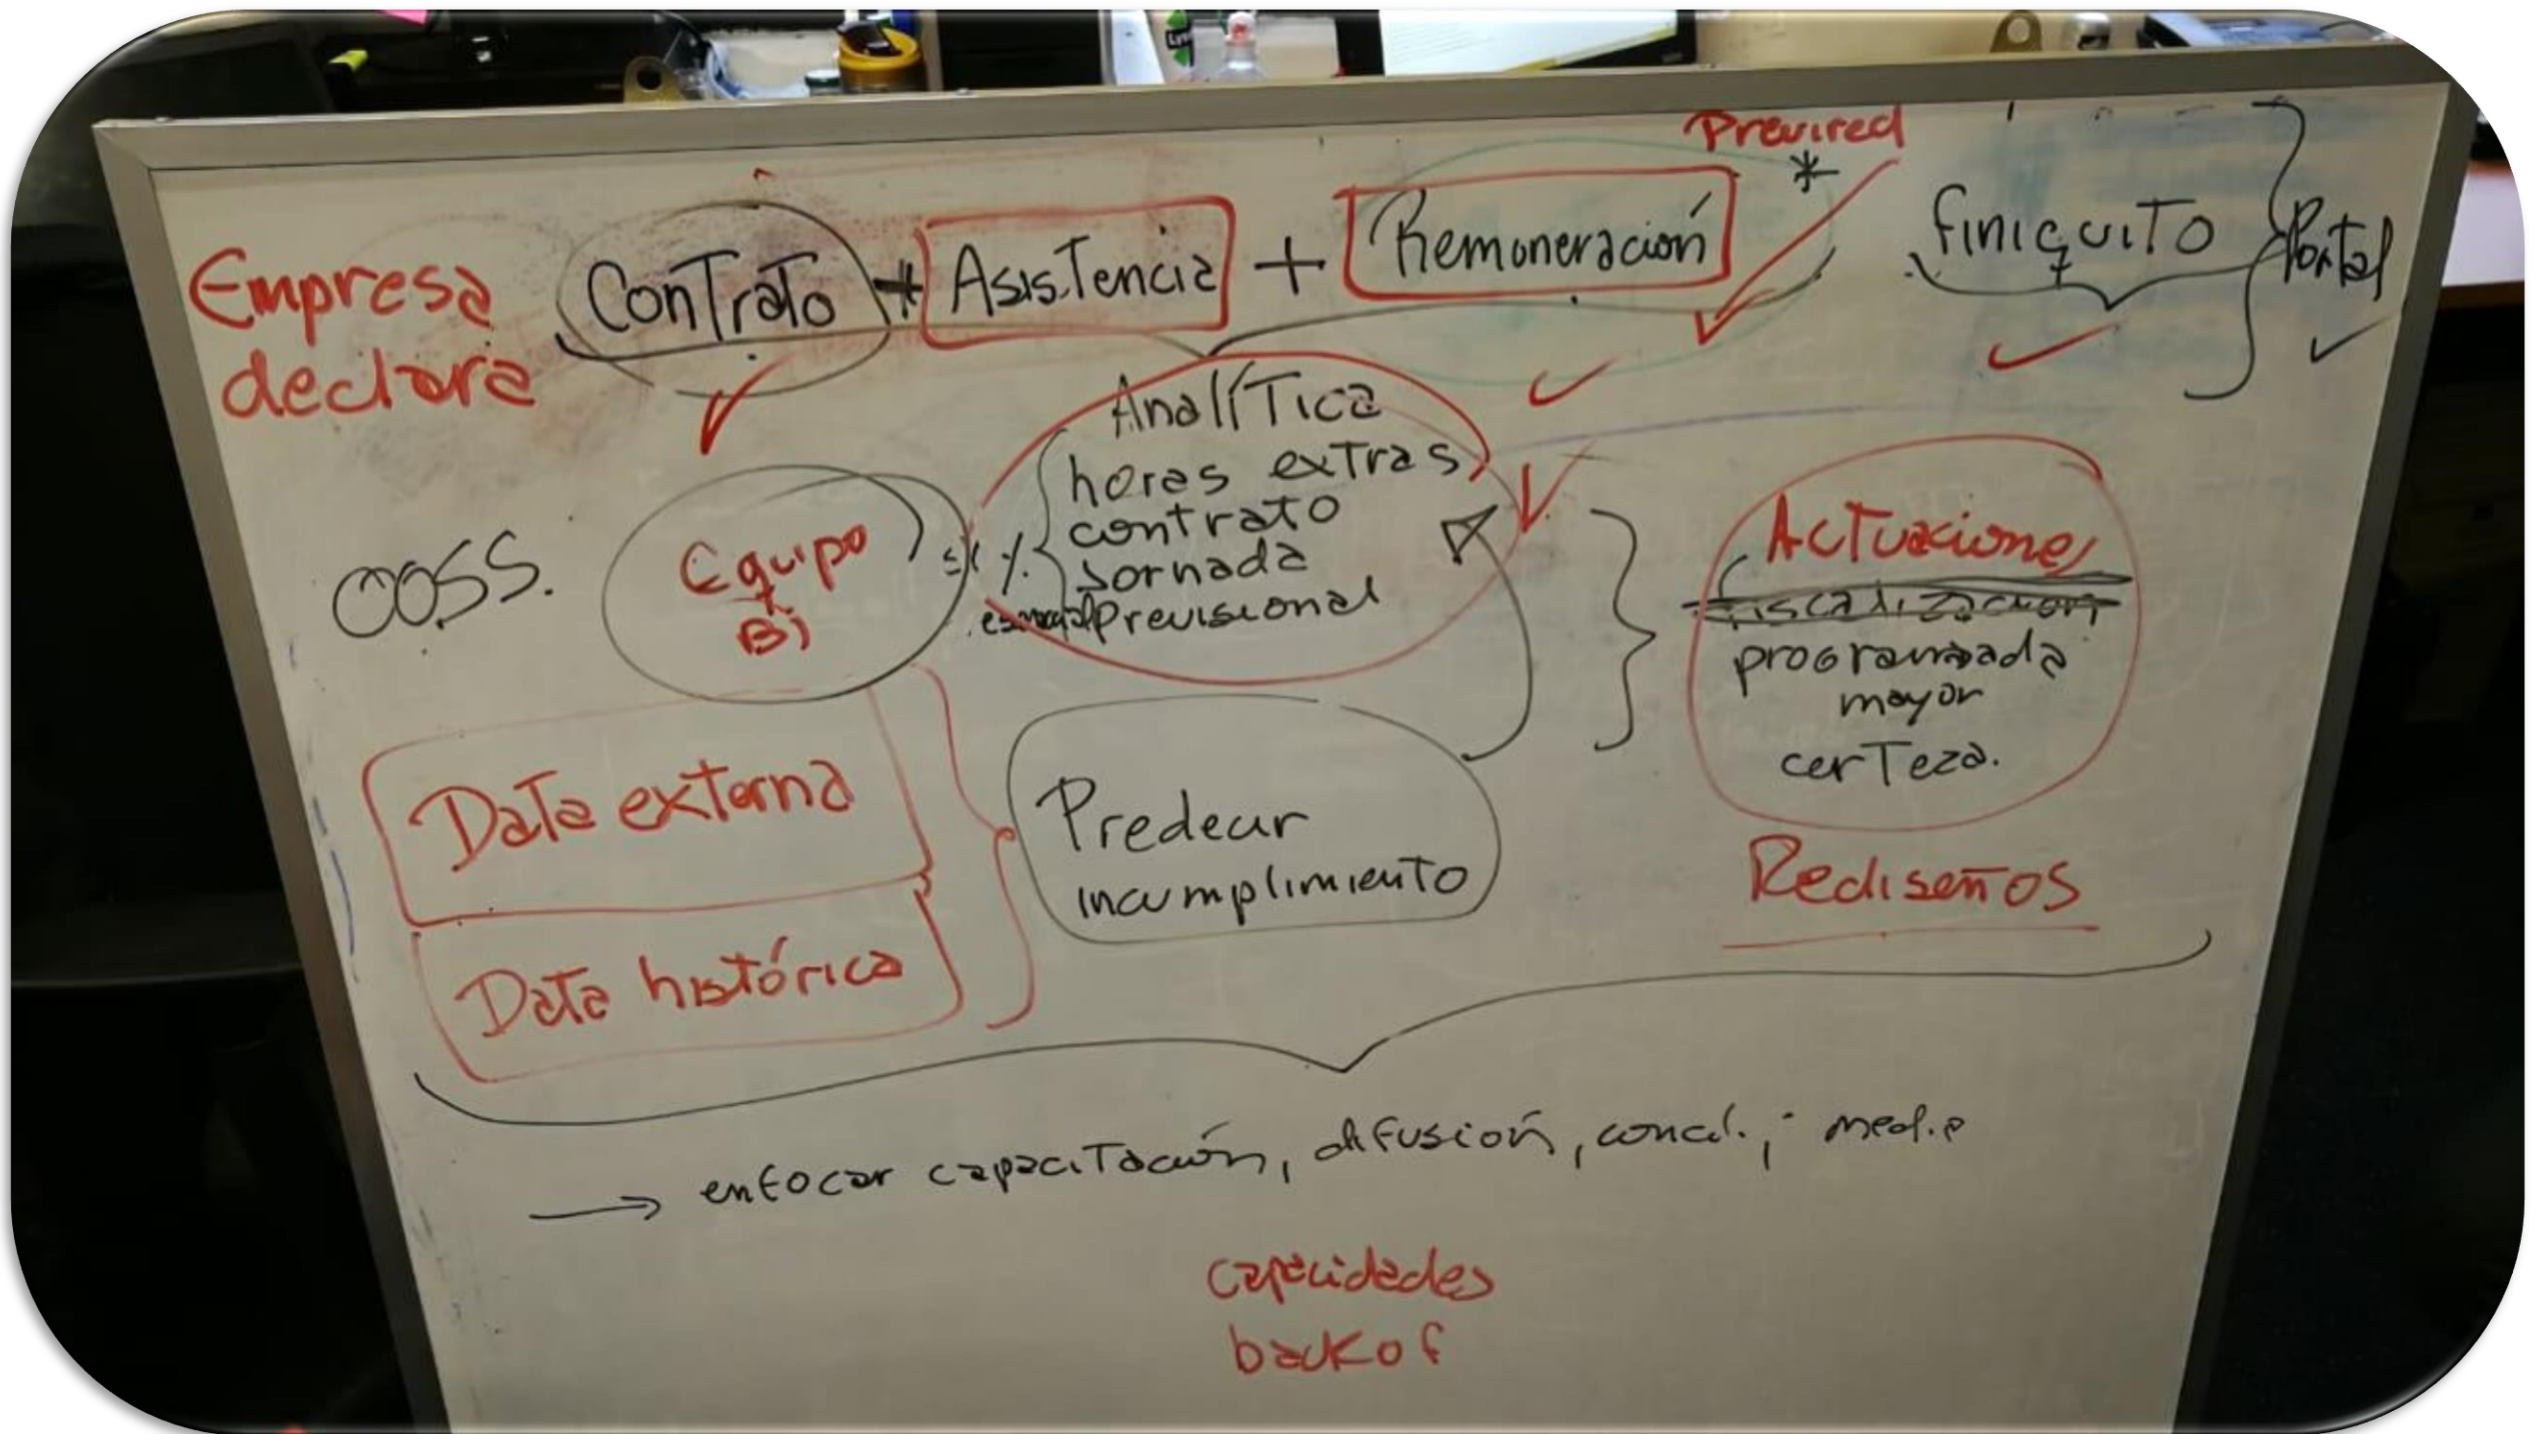 Previred
*
Empresa
declara
Contrato + Asistencia + Remuneración
finiquito
Portal
Analítica
horas extras
contrato
Jornada
previsional
OOSS.
Equipo
BI
Actuaciones
fiscalización
programada
mayor
certeza.
Data externa
Data histórica
Predecir
incumplimiento
Rediseños
→ enfocar capacitación, difusión, concil., med.
capacidades
backof